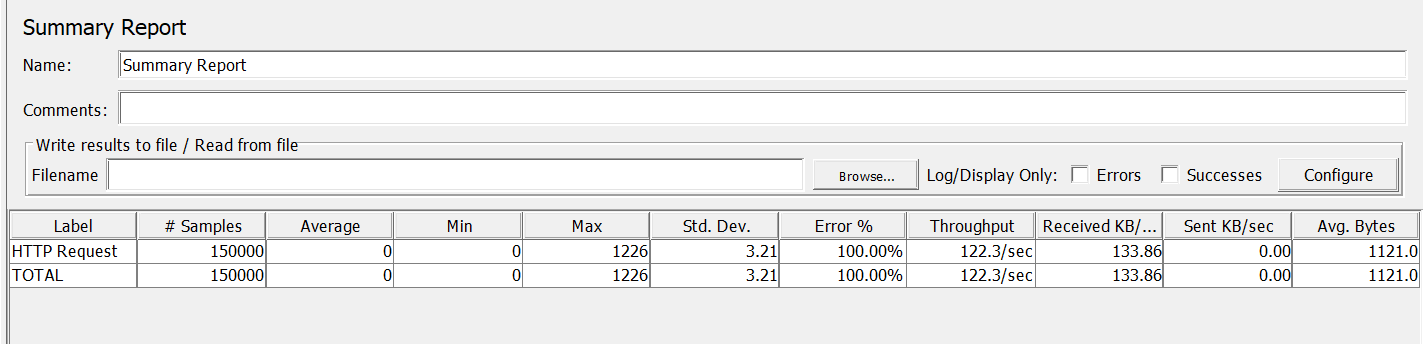 Summary Report
Name: Summary Report
Comments:
Write results to file / Read from file
Filename Browse... Log/Display Only: Errors Successes Configure
Label # Samples Average Min Max Std. Dev. Error % Throughput Received KB/... Sent KB/sec Avg. Bytes
HTTP Request 150000 0 0 1226 3.21 100.00% 122.3/sec 133.86 0.00 1121.0
TOTAL 150000 0 0 1226 3.21 100.00% 122.3/sec 133.86 0.00 1121.0